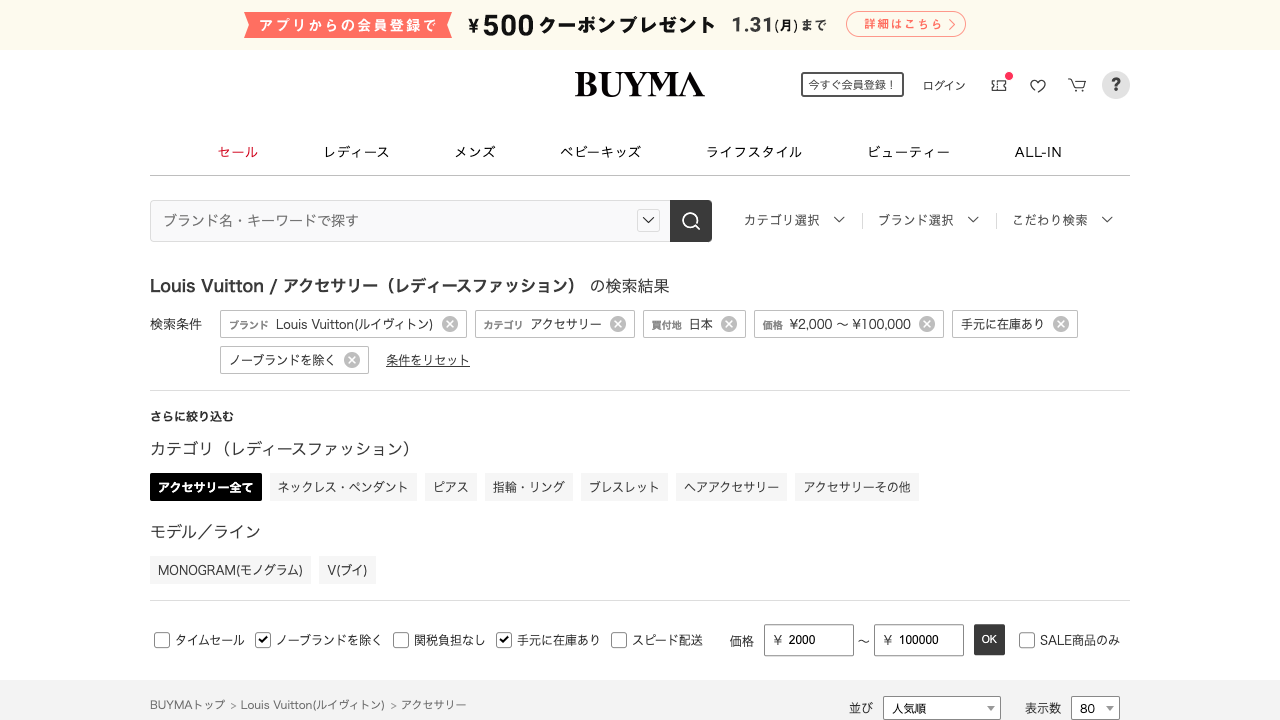 アプリからの会員登録で ¥500 クーポンプレゼント 1.31(月)まで 詳細はこちら
BUYMA 今すぐ会員登録！ ログイン ?
セール レディース メンズ ベビーキッズ ライフスタイル ビューティー ALL-IN
ブランド名・キーワードで探す カテゴリ選択 ブランド選択 こだわり検索
Louis Vuitton / アクセサリー（レディースファッション） の検索結果
検索条件 ブランド Louis Vuitton(ルイヴィトン) カテゴリ アクセサリー 買付地 日本 価格 ¥2,000 〜 ¥100,000 手元に在庫あり
ノーブランドを除く 条件をリセット
さらに絞り込む
カテゴリ（レディースファッション）
アクセサリー全て ネックレス・ペンダント ピアス 指輪・リング ブレスレット ヘアアクセサリー アクセサリーその他
モデル／ライン
MONOGRAM(モノグラム) V(ブイ)
タイムセール ノーブランドを除く 関税負担なし 手元に在庫あり スピード配送 価格 ¥ 2000 〜 ¥ 100000 OK SALE商品のみ
BUYMAトップ > Louis Vuitton(ルイヴィトン) > アクセサリー 並び 人気順 表示数 80